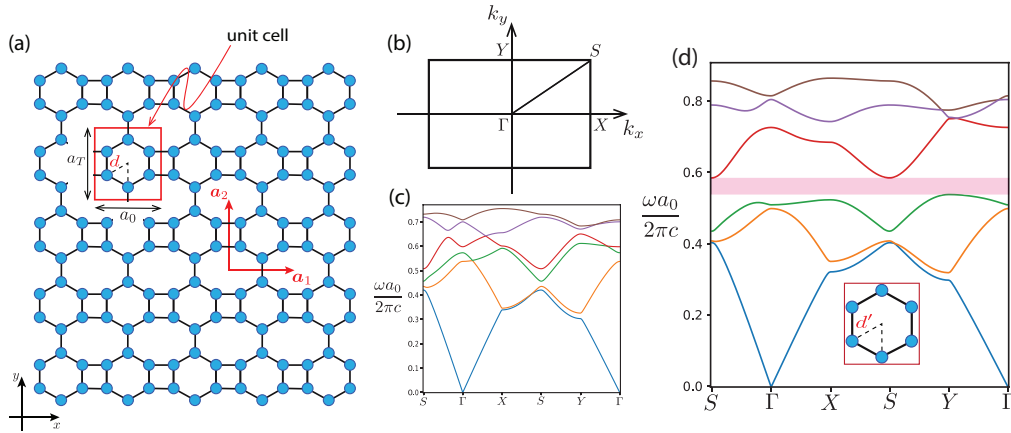 (a)
unit cell
a_T
d
a_0
a_2
a_1
y
x
(b)
k_y
Y
S
Γ
X
k_x
(c)
ωa_0
2πc
0.7
0.6
0.5
0.4
0.3
0.2
0.1
0.0
S
Γ
X
S
Y
Γ
(d)
ωa_0
2πc
0.8
0.6
0.4
0.2
0.0
d′
S
Γ
X
S
Y
Γ